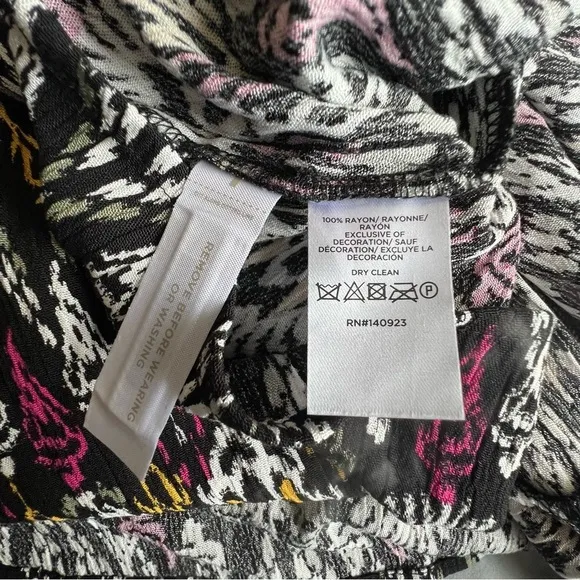 REMOVE BEFORE WEARING
OR WASHING
100% RAYON/ RAYONNE/
RAYÓN
EXCLUSIVE OF
DECORATION/ SAUF
DÉCORATION/ EXCLUYE LA
DECORACIÓN
DRY CLEAN
P
RN#140923